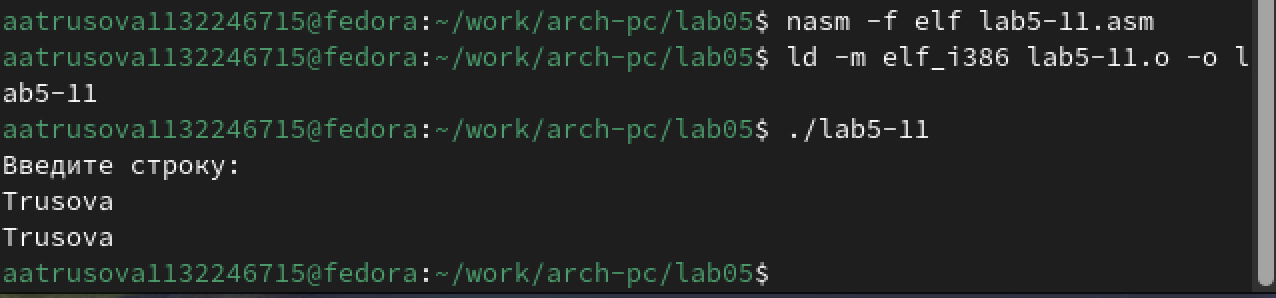 aatrusova1132246715@fedora:~/work/arch-pc/lab05$ nasm -f elf lab5-11.asm
aatrusova1132246715@fedora:~/work/arch-pc/lab05$ ld -m elf_i386 lab5-11.o -o l
ab5-11
aatrusova1132246715@fedora:~/work/arch-pc/lab05$ ./lab5-11
Введите строку:
Trusova
Trusova
aatrusova1132246715@fedora:~/work/arch-pc/lab05$